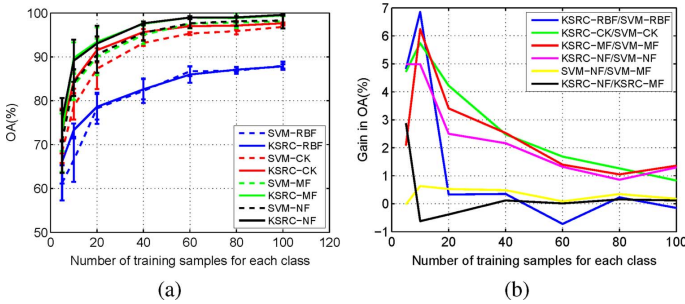 100
90
80
70
60
50
OA(%)
0 20 40 60 80 100 120
Number of training samples for each class
SVM-RBF
KSRC-RBF
SVM-CK
KSRC-CK
SVM-MF
KSRC-MF
SVM-NF
KSRC-NF
(a)
7
6
5
4
3
2
1
0
-1
Gain in OA(%)
0 20 40 60 80 100
Number of training samples for each class
KSRC-RBF/SVM-RBF
KSRC-CK/SVM-CK
KSRC-MF/SVM-MF
KSRC-NF/SVM-NF
SVM-NF/SVM-MF
KSRC-NF/KSRC-MF
(b)